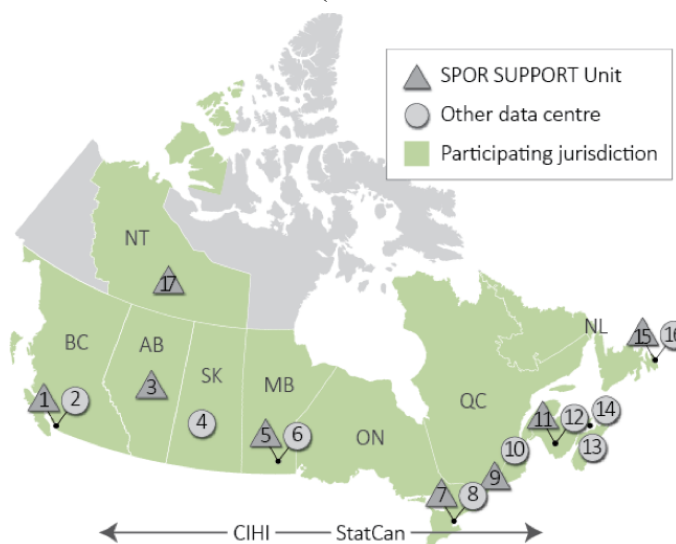 SPOR SUPPORT Unit
Other data centre
Participating jurisdiction
NT
17
BC
AB
SK
MB
ON
QC
NL
15
16
1
2
3
4
5
6
7
8
9
10
11
12
14
13
CIHI
StatCan